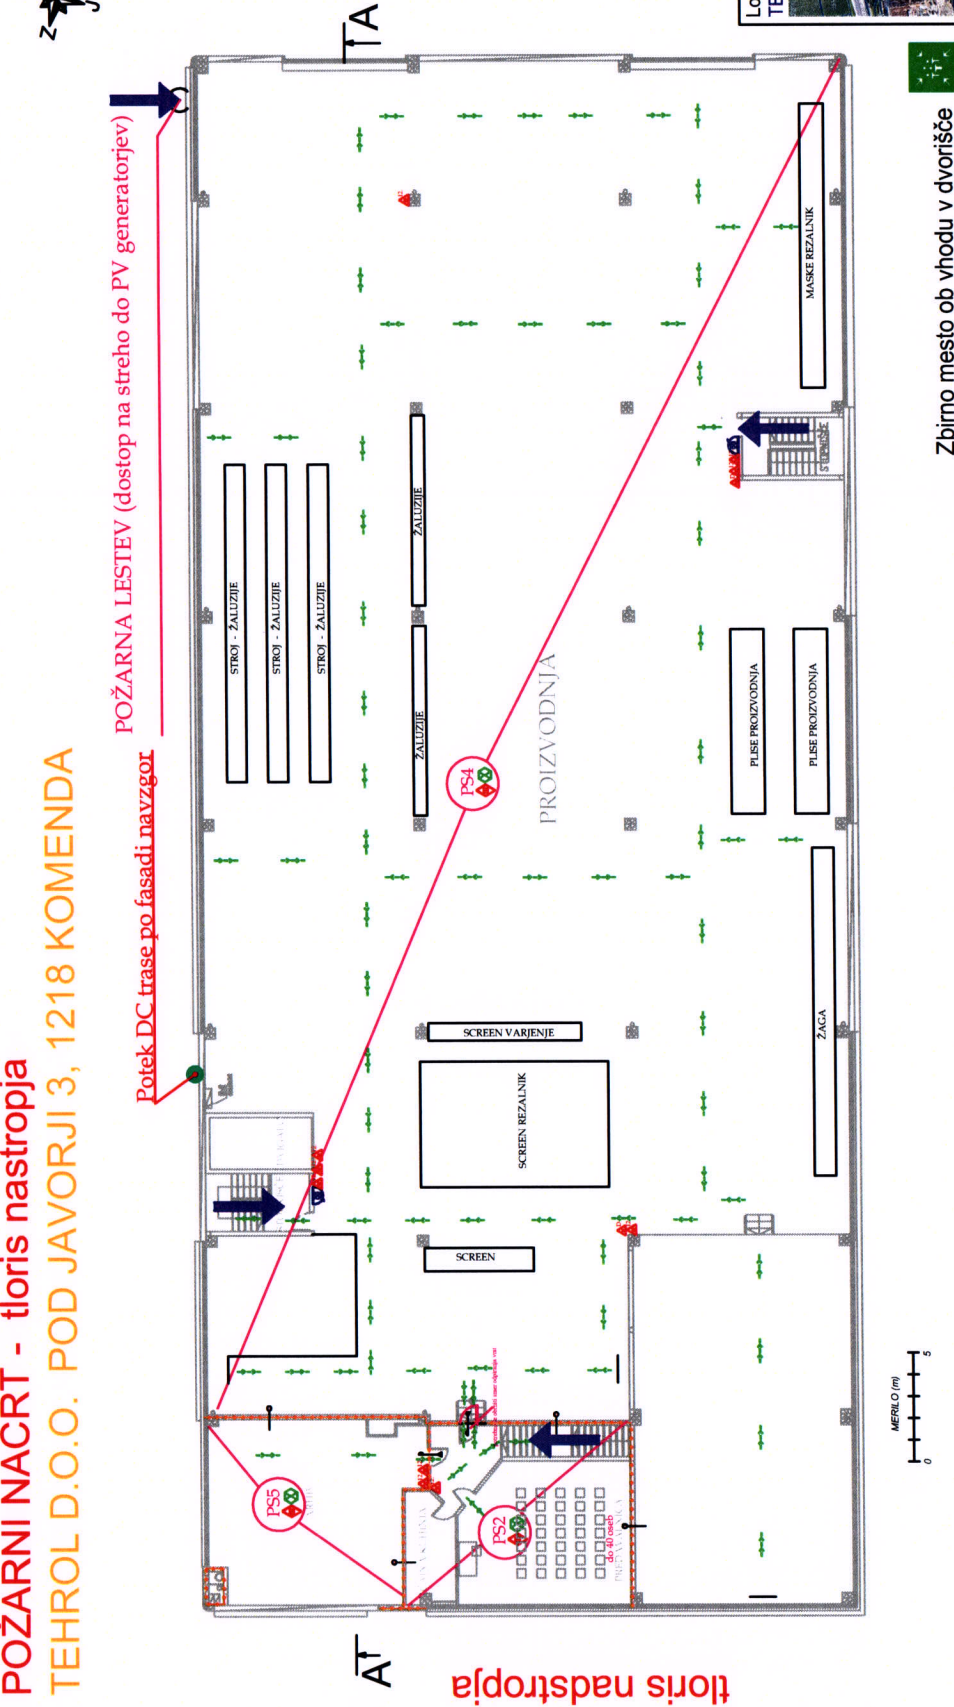 POŽARNI NACRT - tloris nastropja
TEHROL D.O.O. POD JAVORJI 3, 1218 KOMENDA
Potek DC trase po fasadi navzgor
POŽARNA LESTEV (dostop na streho do PV generatorjev)
A
A
STROJ - ŽALUZIJE
STROJ - ŽALUZIJE
STROJ - ŽALUZIJE
ŽALUZIJE
ŽALUZIJE
PS4
PROIZVODNJA
SCREEN VARJENJE
SCREEN REZALNIK
SCREEN
PS5
PS2
do 40 oseb
PREDAVALNICA
ŽAGA
PLISE PROIZVODNJA
PLISE PROIZVODNJA
STOPNIŠČE
MASKE REZALNIK
MERILO (m)
0 5
tloris nadstropja
Zbirno mesto ob vhodu v dvorišče